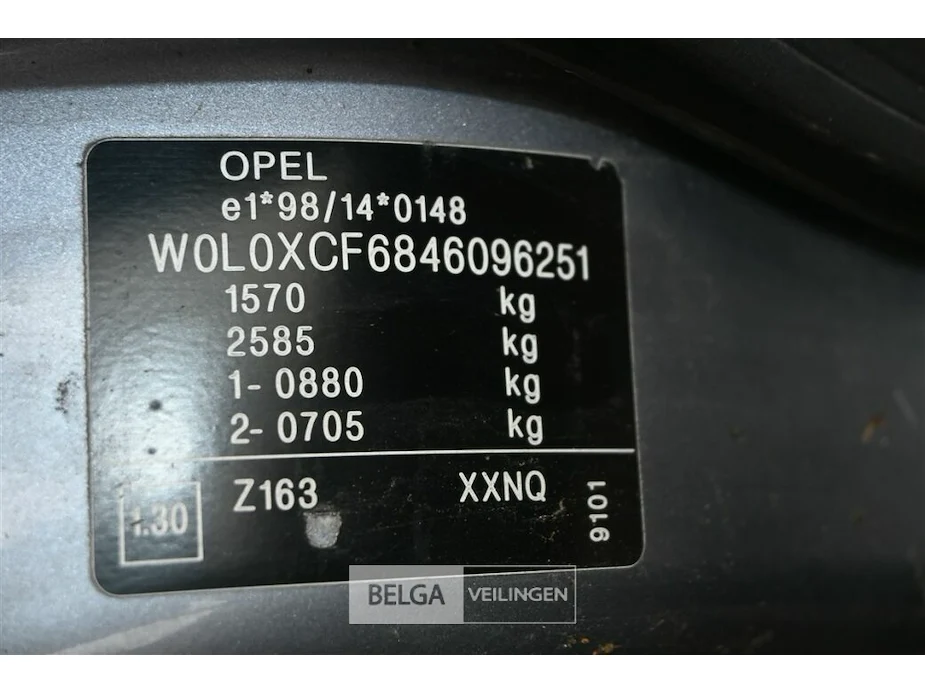 OPEL
e1*98/14*0148
W0L0XCF6846096251
1570 kg
2585 kg
1- 0880 kg
2- 0705 kg
Z163 XXNQ
9101
1.30
BELGA VEILINGEN